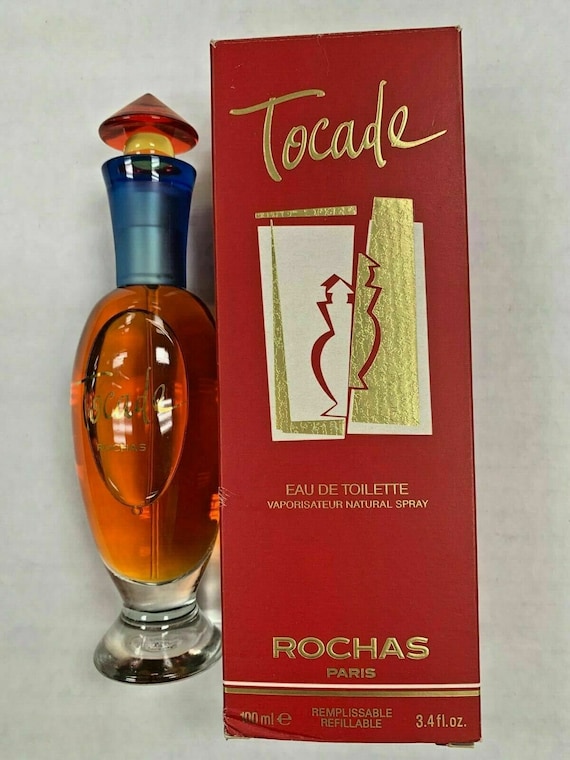 Tocade
ROCHAS
Tocade
EAU DE TOILETTE
VAPORISATEUR NATURAL SPRAY
ROCHAS
PARIS
100 ml ℮
REMPLISSABLE
REFILLABLE
3.4 fl. oz.